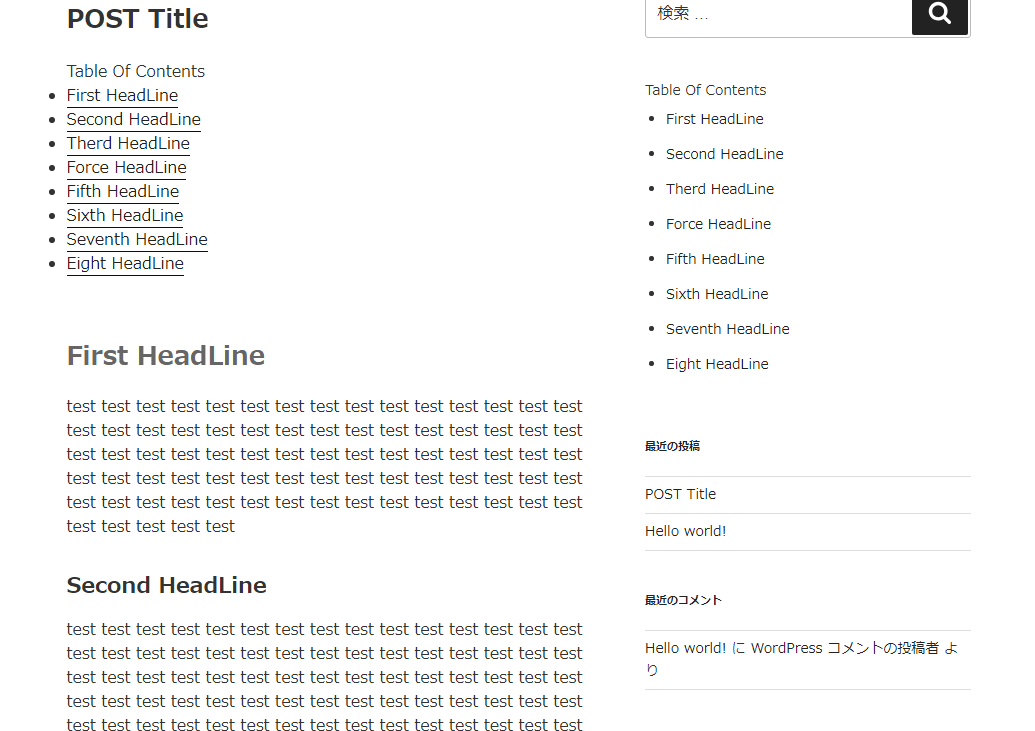 POST Title
Table Of Contents
First HeadLine
Second HeadLine
Therd HeadLine
Force HeadLine
Fifth HeadLine
Sixth HeadLine
Seventh HeadLine
Eight HeadLine
First HeadLine
test test test test test test test test test test test test test test test
test test test test test test test test test test test test test test test
test test test test test test test test test test test test test test test
test test test test test test test test test test test test test test test
test test test test test test test test test test test test test test test
test test test test test
Second HeadLine
test test test test test test test test test test test test test test test
test test test test test test test test test test test test test test test
test test test test test test test test test test test test test test test
test test test test test test test test test test test test test test test
test test test test test test test test test test test test test test test
検索 …
Table Of Contents
First HeadLine
Second HeadLine
Therd HeadLine
Force HeadLine
Fifth HeadLine
Sixth HeadLine
Seventh HeadLine
Eight HeadLine
最近の投稿
POST Title
Hello world!
最近のコメント
Hello world! に WordPress コメントの投稿者 よ
り